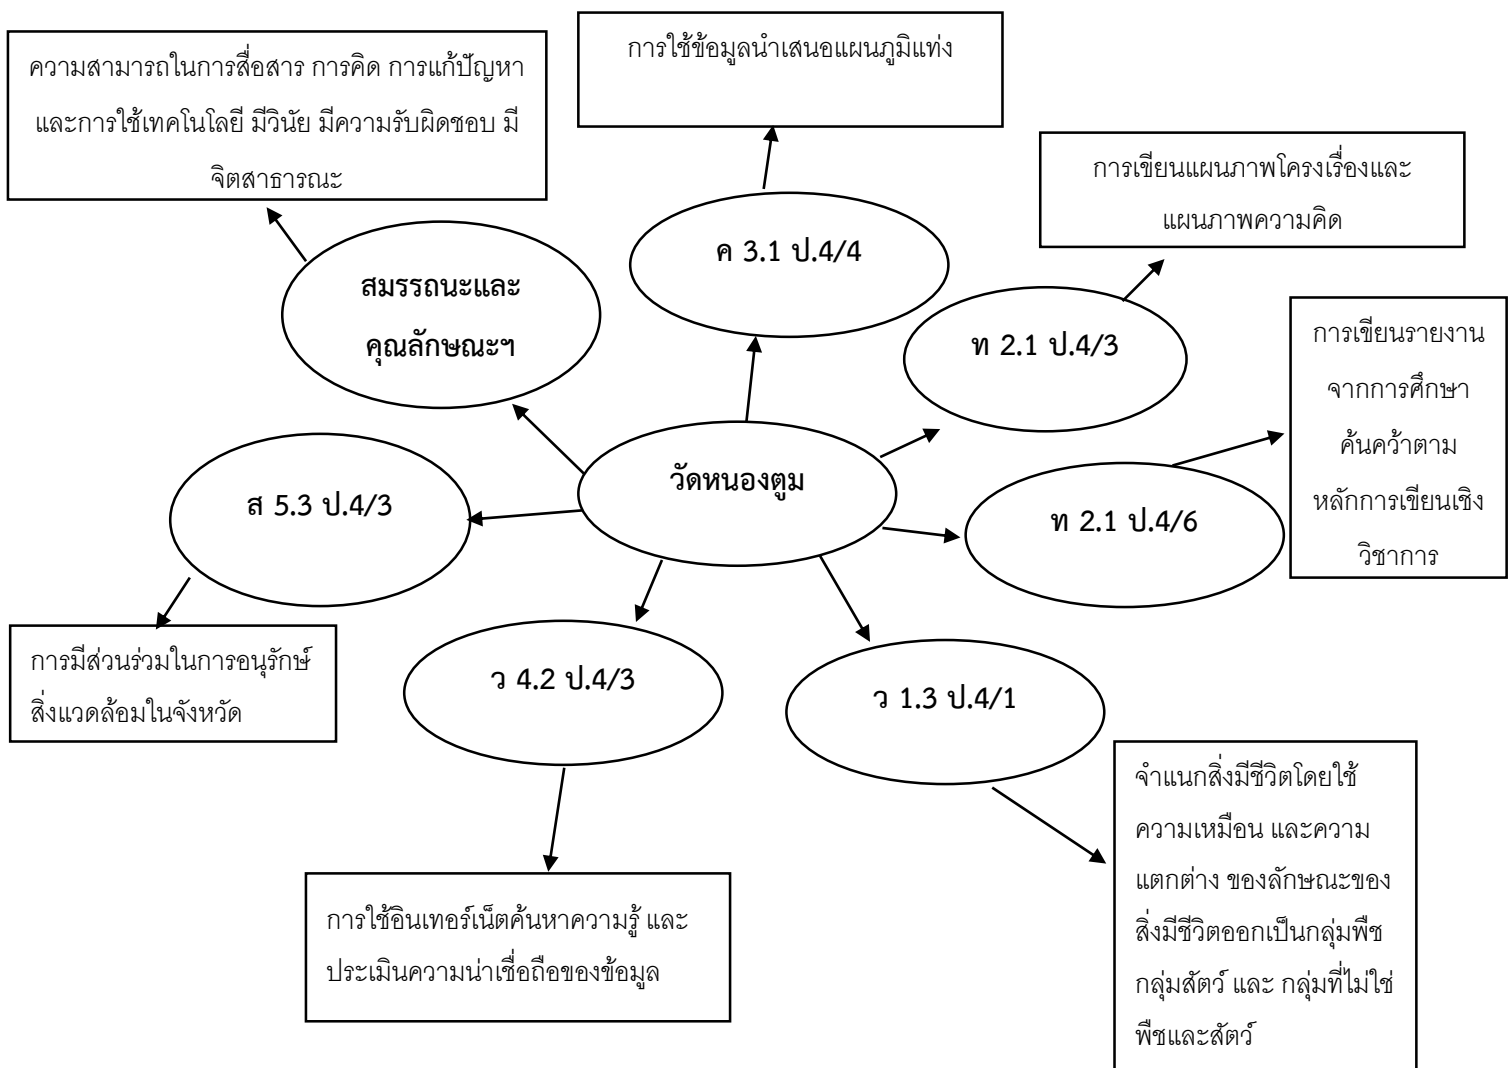 การใช้ข้อมูลนำเสนอแผนภูมิแท่ง
ความสามารถในการสื่อสาร การคิด การแก้ปัญหา
และการใช้เทคโนโลยี มีวินัย มีความรับผิดชอบ มี
จิตสาธารณะ
การเขียนแผนภาพโครงเรื่องและ
แผนภาพความคิด
ค 3.1 ป.4/4
สมรรถนะและ
คุณลักษณะฯ
ท 2.1 ป.4/3
การเขียนรายงาน
จากการศึกษา
ค้นคว้าตาม
หลักการเขียนเชิง
วิชาการ
วัดหนองตูม
ส 5.3 ป.4/3
ท 2.1 ป.4/6
การมีส่วนร่วมในการอนุรักษ์
สิ่งแวดล้อมในจังหวัด
ว 4.2 ป.4/3
ว 1.3 ป.4/1
จำแนกสิ่งมีชีวิตโดยใช้
ความเหมือน และความ
แตกต่าง ของลักษณะของ
สิ่งมีชีวิตออกเป็นกลุ่มพืช
กลุ่มสัตว์ และ กลุ่มที่ไม่ใช่
พืชและสัตว์
การใช้อินเทอร์เน็ตค้นหาความรู้ และ
ประเมินความน่าเชื่อถือของข้อมูล